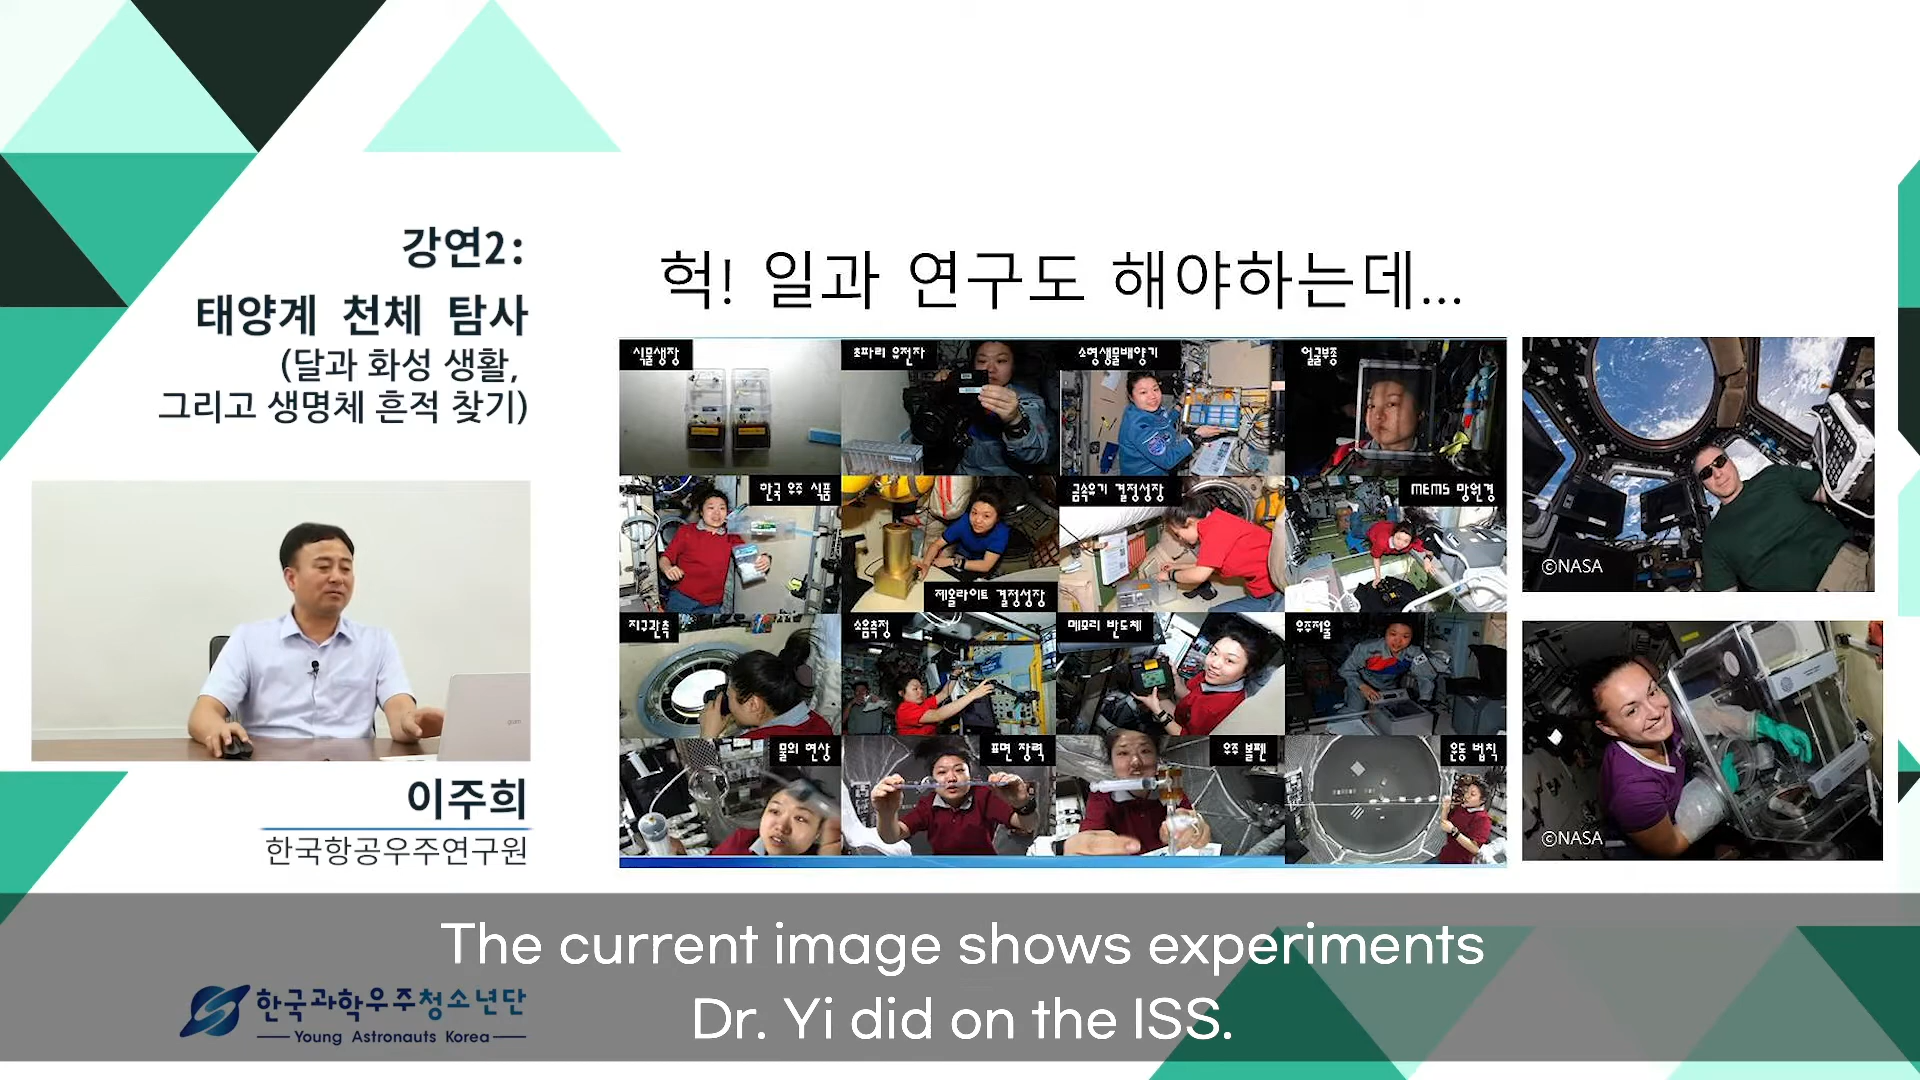 강연2:
태양계 천체 탐사
(달과 화성 생활,
그리고 생명체 흔적 찾기)
이주희
한국항공우주연구원
헉! 일과 연구도 해야하는데...
식물생장
초파리 유전자
소형생물배양기
얼굴부종
한국 우주 식품
제올라이트 결정성장
금속유기 결정성장
MEMS 망원경
지구관측
소음측정
메모리 반도체
우주저울
물의 현상
표면 장력
우주 볼펜
운동 법칙
©NASA
©NASA
The current image shows experiments
Dr. Yi did on the ISS.
한국과학우주청소년단
Young Astronauts Korea
gram